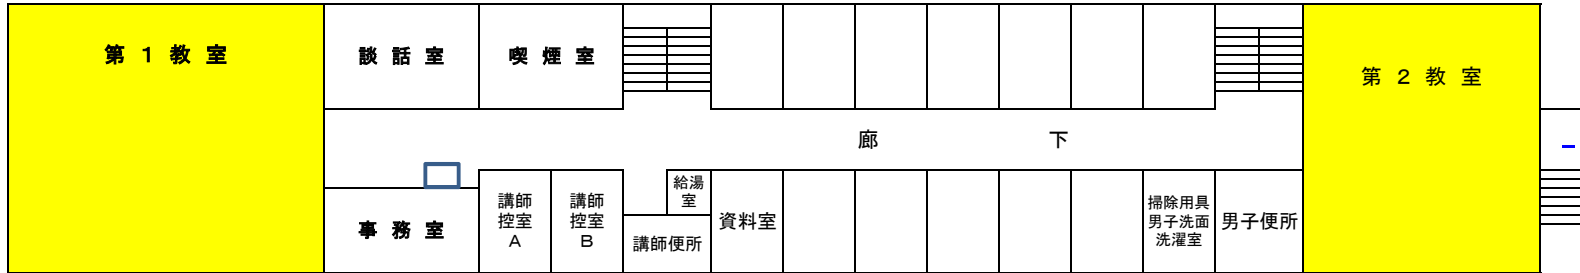 第 １ 教 室
談 話 室
喫 煙 室
第 ２ 教 室
廊 下
事 務 室
講師
控室
Ａ
講師
控室
Ｂ
給湯
室
講師便所
資料室
掃除用具
男子洗面
洗濯室
男子便所